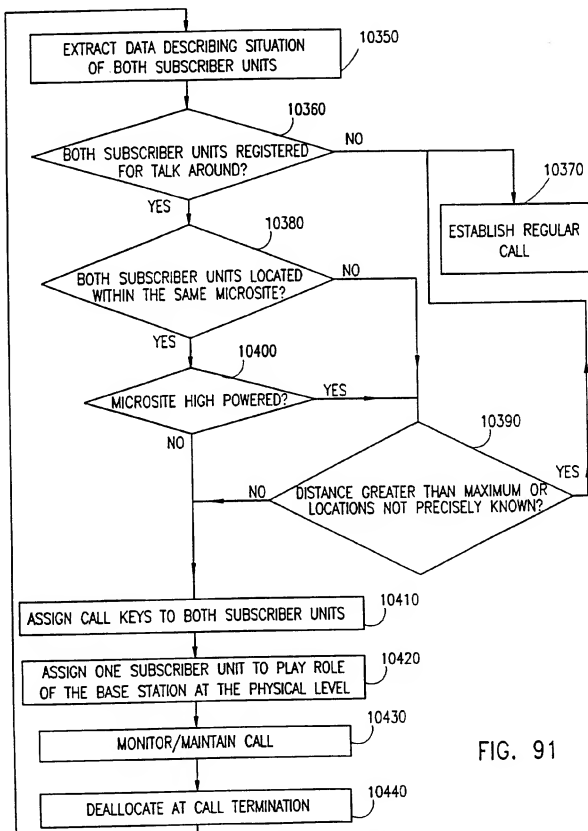 EXTRACT DATA DESCRIBING SITUATION
OF BOTH SUBSCRIBER UNITS
10350
10360
BOTH SUBSCRIBER UNITS REGISTERED
FOR TALK AROUND?
NO
YES
10370
ESTABLISH REGULAR
CALL
10380
BOTH SUBSCRIBER UNITS LOCATED
WITHIN THE SAME MICROSITE?
NO
YES
10400
MICROSITE HIGH POWERED?
YES
NO
10390
DISTANCE GREATER THAN MAXIMUM OR
LOCATIONS NOT PRECISELY KNOWN?
NO
YES
ASSIGN CALL KEYS TO BOTH SUBSCRIBER UNITS
10410
ASSIGN ONE SUBSCRIBER UNIT TO PLAY ROLE
OF THE BASE STATION AT THE PHYSICAL LEVEL
10420
MONITOR/MAINTAIN CALL
10430
DEALLOCATE AT CALL TERMINATION
10440
FIG. 91